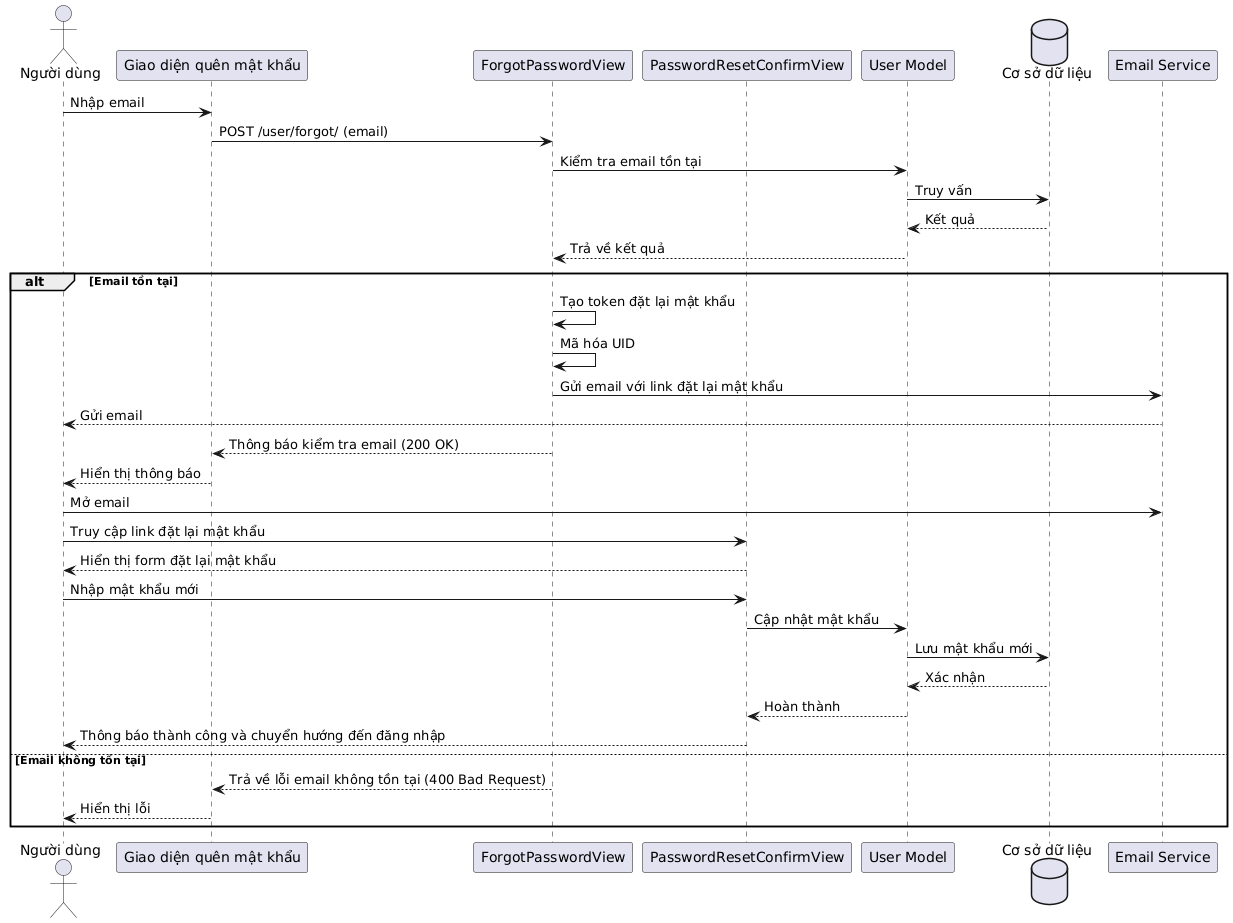 Người dùng
Giao diện quên mật khẩu
ForgotPasswordView
PasswordResetConfirmView
User Model
Cơ sở dữ liệu
Email Service
Nhập email
POST /user/forgot/ (email)
Kiểm tra email tồn tại
Truy vấn
Kết quả
Trả về kết quả
alt
[Email tồn tại]
Tạo token đặt lại mật khẩu
Mã hóa UID
Gửi email với link đặt lại mật khẩu
Gửi email
Thông báo kiểm tra email (200 OK)
Hiển thị thông báo
Mở email
Truy cập link đặt lại mật khẩu
Hiển thị form đặt lại mật khẩu
Nhập mật khẩu mới
Cập nhật mật khẩu
Lưu mật khẩu mới
Xác nhận
Hoàn thành
Thông báo thành công và chuyển hướng đến đăng nhập
[Email không tồn tại]
Trả về lỗi email không tồn tại (400 Bad Request)
Hiển thị lỗi
Người dùng
Giao diện quên mật khẩu
ForgotPasswordView
PasswordResetConfirmView
User Model
Cơ sở dữ liệu
Email Service